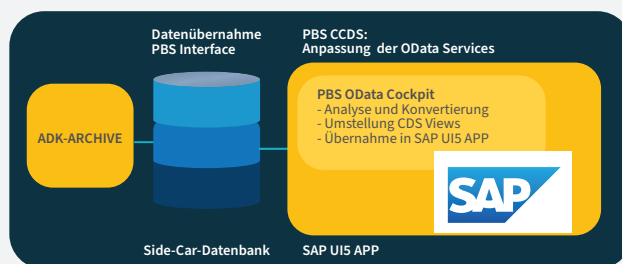 Datenübernahme
PBS Interface
PBS CCDS:
Anpassung der OData Services
ADK-ARCHIVE
PBS OData Cockpit
- Analyse und Konvertierung
- Umstellung CDS Views
- Übernahme in SAP UI5 APP
SAP
Side-Car-Datenbank
SAP UI5 APP